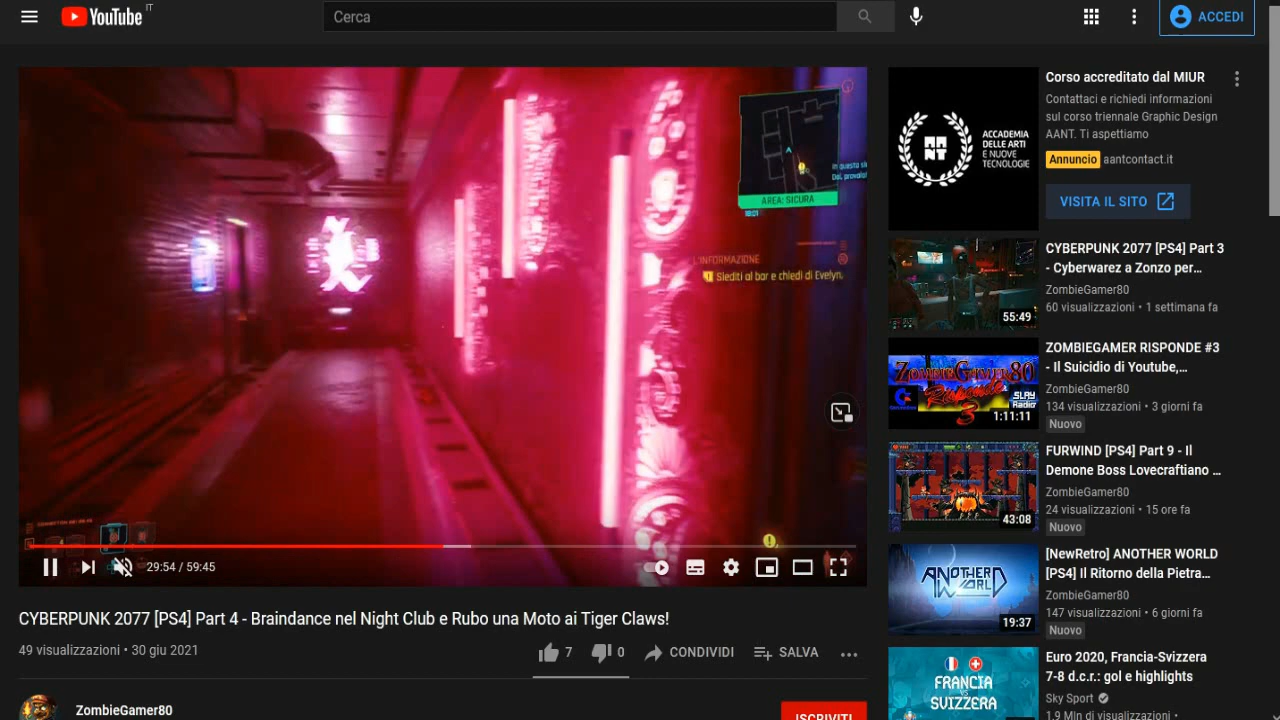 YouTube IT
Cerca
ACCEDI
AREA: SICURA
L'INFORMAZIONE
Siediti al bar e chiedi di Evelyn.
29:54 / 59:45
CYBERPUNK 2077 [PS4] Part 4 - Braindance nel Night Club e Rubo una Moto ai Tiger Claws!
49 visualizzazioni • 30 giu 2021
7
0
CONDIVIDI
SALVA
ZombieGamer80
ISCRIVITI
ACCADEMIA
DELLE ARTI
E NUOVE
TECNOLOGIE
Corso accreditato dal MIUR
Contattaci e richiedi informazioni
sul corso triennale Graphic Design
AANT. Ti aspettiamo
Annuncio aantcontact.it
VISITA IL SITO
55:49
CYBERPUNK 2077 [PS4] Part 3
- Cyberwarez a Zonzo per...
ZombieGamer80
60 visualizzazioni • 1 settimana fa
ZOMBIEGAMER80
Risponde
3
SLAY
Radio
1:11:11
ZOMBIEGAMER RISPONDE #3
- Il Suicidio di Youtube,...
ZombieGamer80
134 visualizzazioni • 3 giorni fa
Nuovo
43:08
FURWIND [PS4] Part 9 - Il
Demone Boss Lovecraftiano ...
ZombieGamer80
24 visualizzazioni • 15 ore fa
Nuovo
ANOTHER
WORLD
19:37
[NewRetro] ANOTHER WORLD
[PS4] Il Ritorno della Pietra...
ZombieGamer80
147 visualizzazioni • 6 giorni fa
Nuovo
FRANCIA
VS
SVIZZERA
Euro 2020, Francia-Svizzera
7-8 d.c.r.: gol e highlights
Sky Sport
1,9 Mln di visualizzazioni •